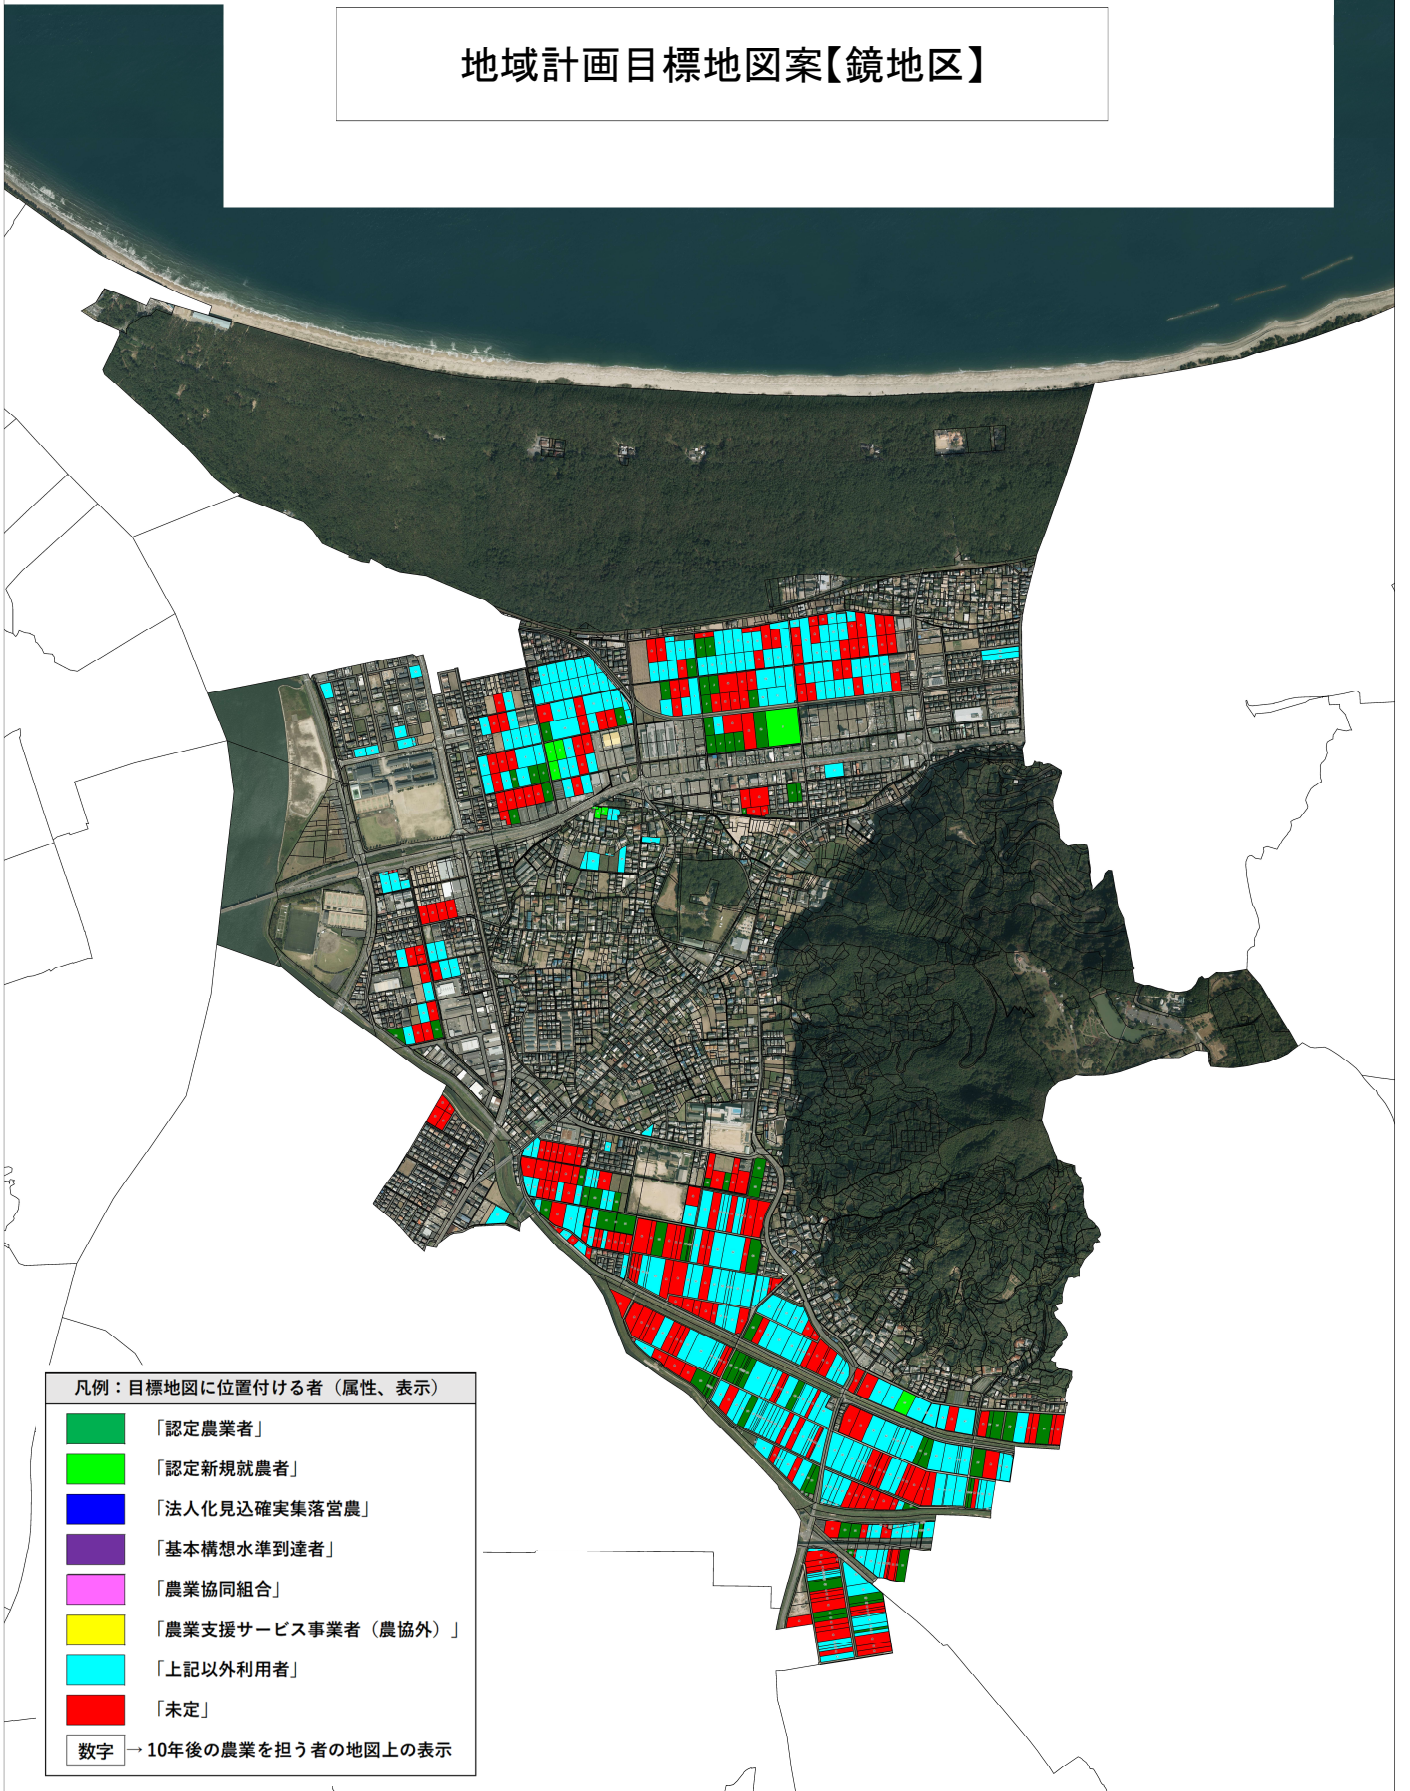 地域計画目標地図案【鏡地区】
凡例：目標地図に位置付ける者（属性、表示）
「認定農業者」
「認定新規就農者」
「法人化見込確実集落営農」
「基本構想水準到達者」
「農業協同組合」
「農業支援サービス事業者（農協外）」
「上記以外利用者」
「未定」
数字 → 10年後の農業を担う者の地図上の表示